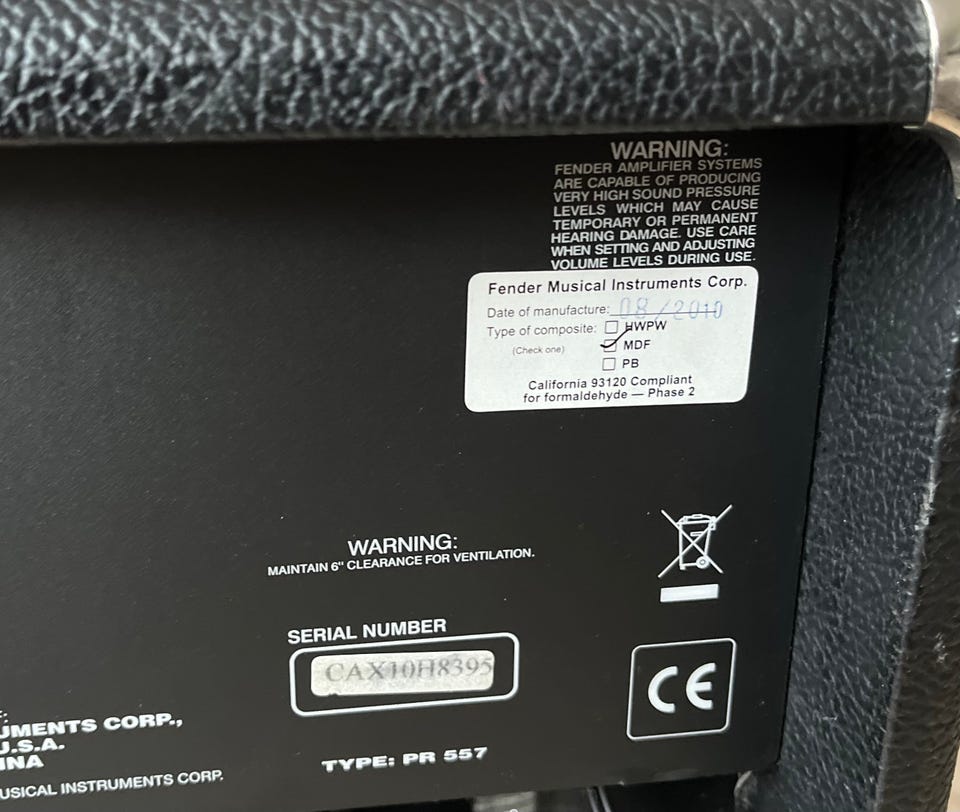 WARNING:
FENDER AMPLIFIER SYSTEMS
ARE CAPABLE OF PRODUCING
VERY HIGH SOUND PRESSURE
LEVELS WHICH MAY CAUSE
TEMPORARY OR PERMANENT
HEARING DAMAGE. USE CARE
WHEN SETTING AND ADJUSTING
VOLUME LEVELS DURING USE.
Fender Musical Instruments Corp.
Date of manufacture: 08/2010
Type of composite: HWPW
(Check one) MDF
PB
California 93120 Compliant
for formaldehyde — Phase 2
WARNING:
MAINTAIN 6" CLEARANCE FOR VENTILATION.
SERIAL NUMBER
CAX10H8395
CE
UMENTS CORP.,
U.S.A.
INA
USICAL INSTRUMENTS CORP.
TYPE: PR 557